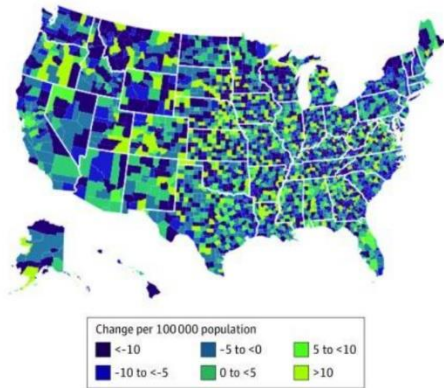 Change per 100 000 population
<-10
-5 to <0
5 to <10
-10 to <-5
0 to <5
>10